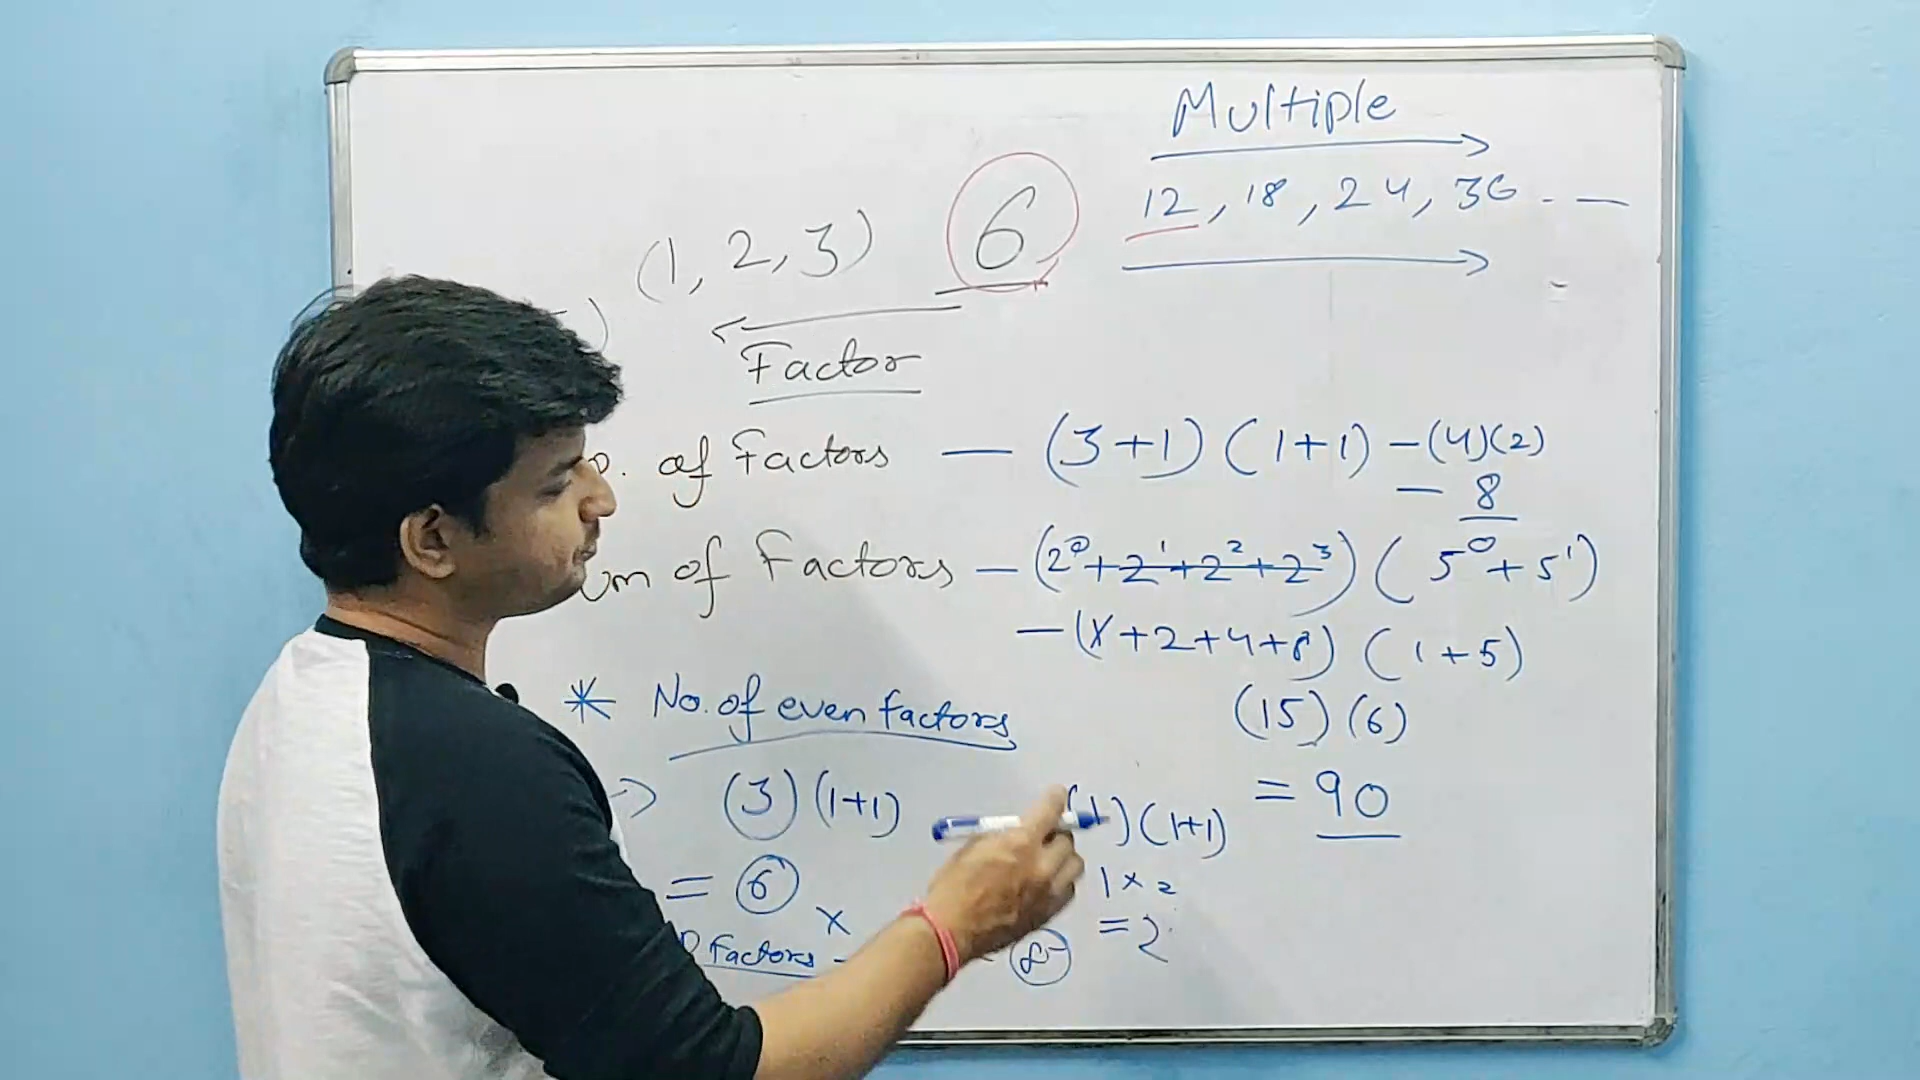 Multiple
12, 18, 24, 36 - —
(1, 2, 3) 6
Factor
of Factors — (3+1) (1+1) – (4)(2)
– 8
of Factors – (2⁰+2¹+2²+2³) (5⁰+5¹)
– (1+2+4+8) (1+5)
(15) (6)
= 90
* No. of even factors
(3) (1+1)
= 6
(1) (1+1)
1 × 2
= 2
x
Factors -
8